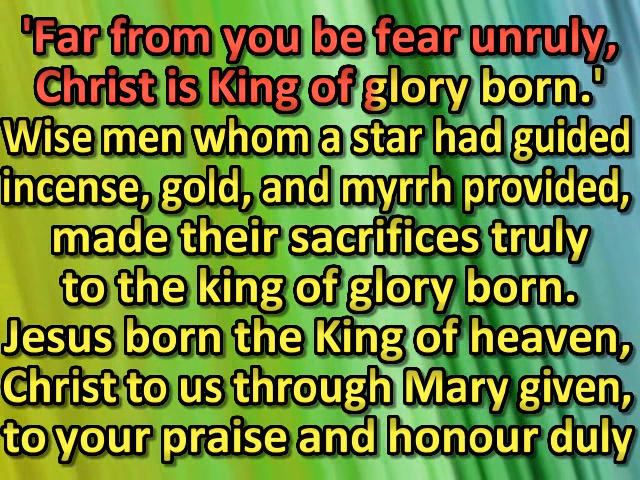 'Far from you be fear unruly,
Christ is King of glory born.'
Wise men whom a star had guided
incense, gold, and myrrh provided,
made their sacrifices truly
to the king of glory born.
Jesus born the King of heaven,
Christ to us through Mary given,
to your praise and honour duly